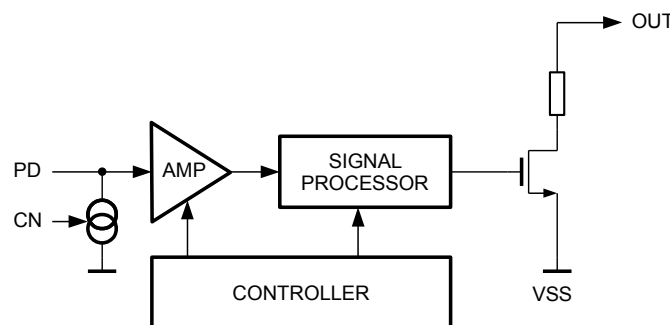 OUT
AMP
SIGNAL
PROCESSOR
PD
CN
CONTROLLER
VSS